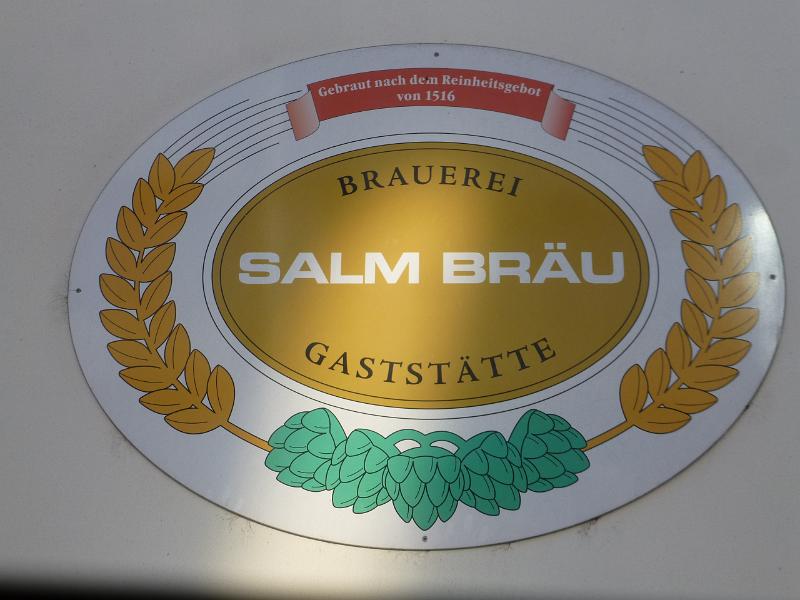 Gebraut nach dem Reinheitsgebot
von 1516
BRAUEREI
SALM BRÄU
GASTSTÄTTE